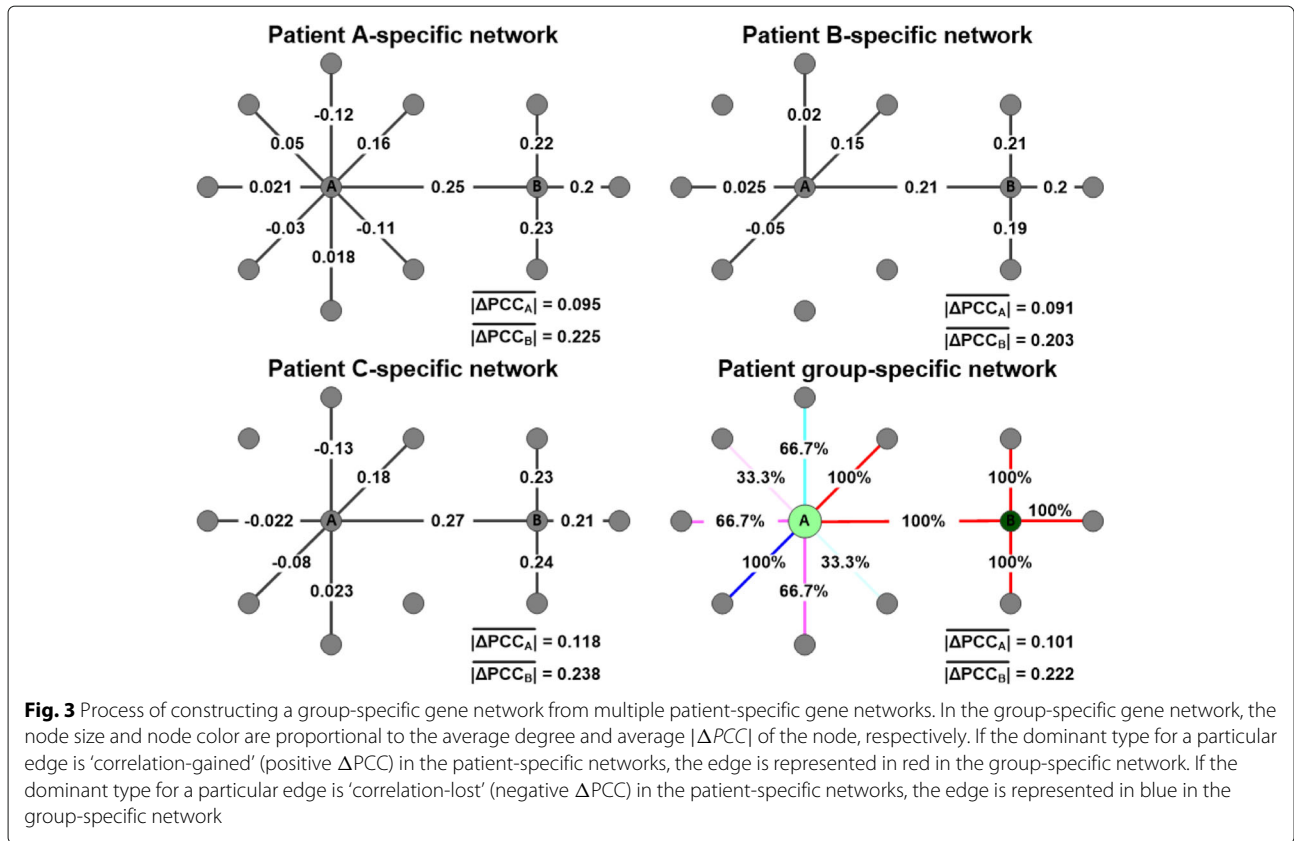 Patient A-specific network
-0.12
0.05
0.16
0.22
0.021
A
0.25
B
0.2
-0.03
-0.11
0.23
0.018
|ΔPCC_A| = 0.095
|ΔPCC_B| = 0.225
Patient B-specific network
0.02
0.15
0.21
0.025
A
0.21
B
0.2
-0.05
0.19
|ΔPCC_A| = 0.091
|ΔPCC_B| = 0.203
Patient C-specific network
-0.13
0.18
0.23
-0.022
A
0.27
B
0.21
-0.08
0.24
0.023
|ΔPCC_A| = 0.118
|ΔPCC_B| = 0.238
Patient group-specific network
66.7%
33.3%
100%
100%
66.7%
A
100%
B
100%
100%
33.3%
100%
66.7%
|ΔPCC_A| = 0.101
|ΔPCC_B| = 0.222
Fig. 3 Process of constructing a group-specific gene network from multiple patient-specific gene networks. In the group-specific gene network, the
node size and node color are proportional to the average degree and average |ΔPCC| of the node, respectively. If the dominant type for a particular
edge is ‘correlation-gained’ (positive ΔPCC) in the patient-specific networks, the edge is represented in red in the group-specific network. If the
dominant type for a particular edge is ‘correlation-lost’ (negative ΔPCC) in the patient-specific networks, the edge is represented in blue in the
group-specific network